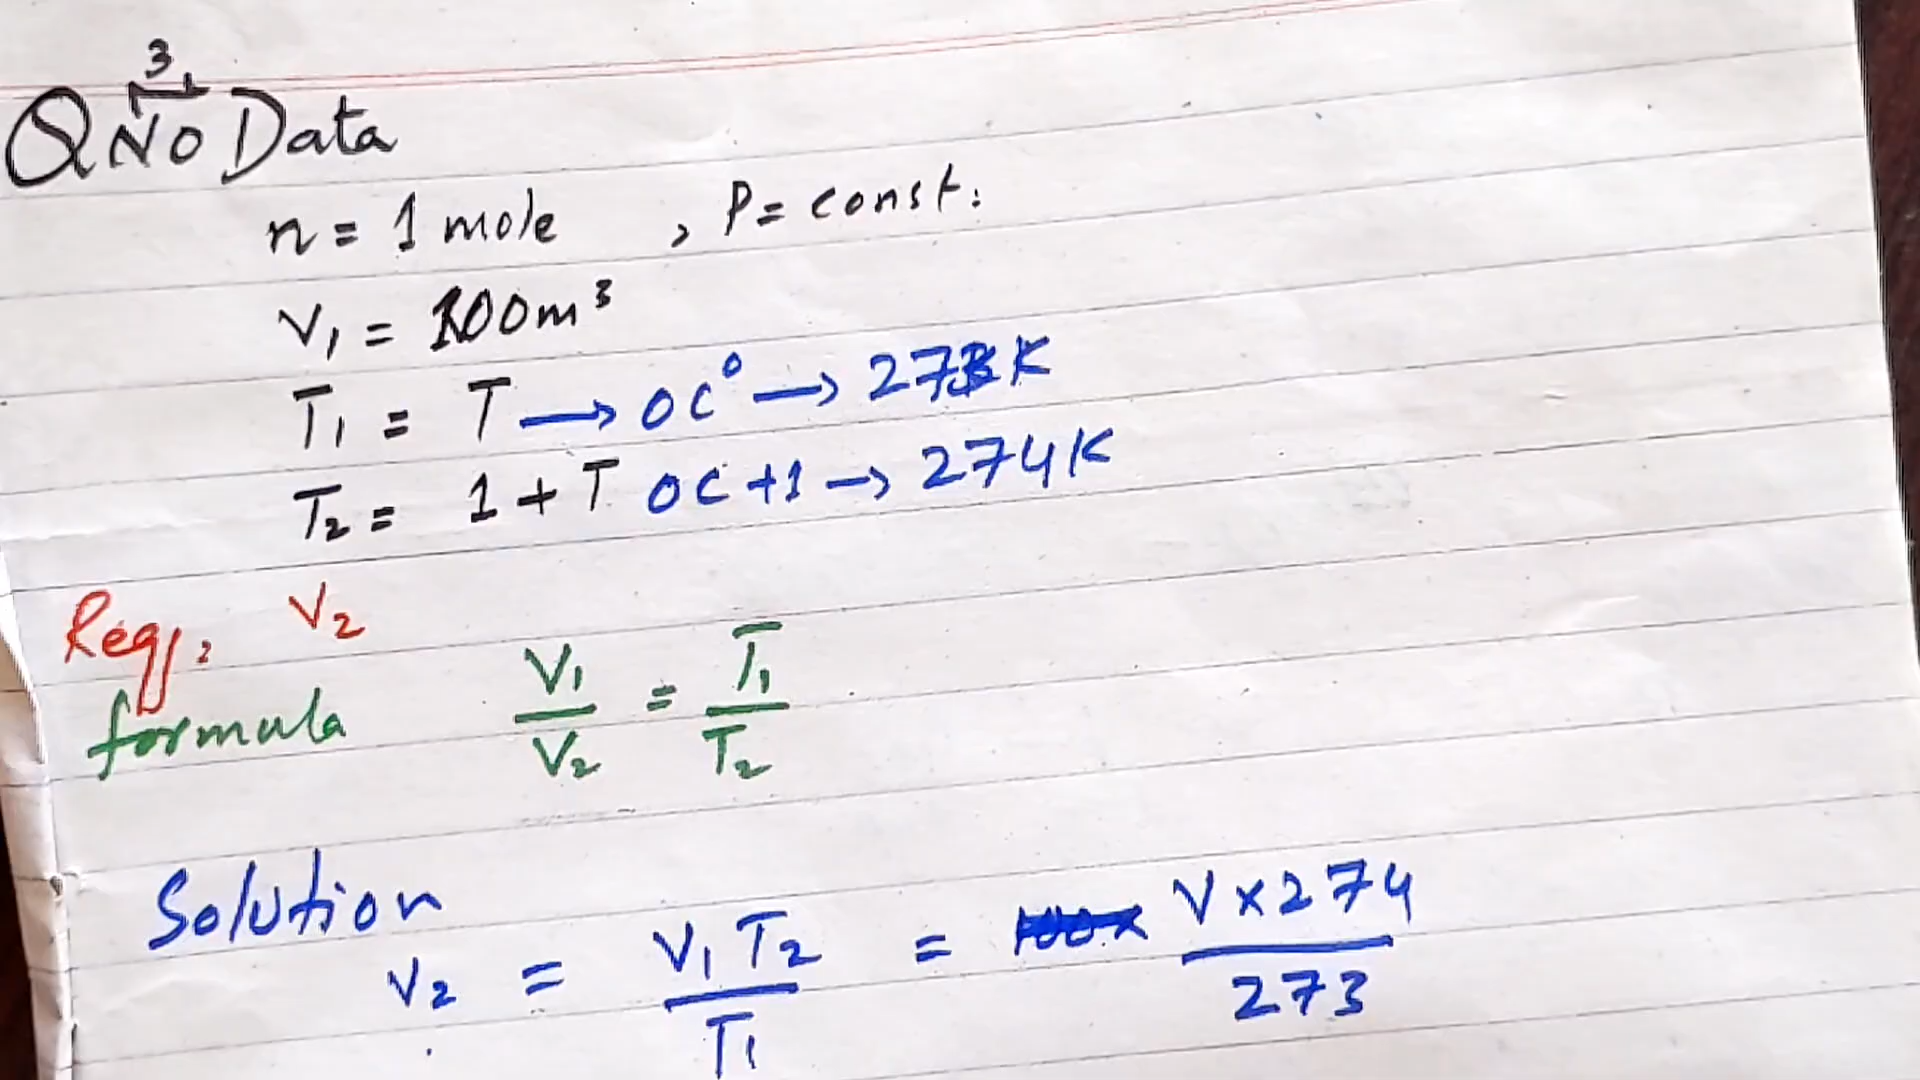 Q No 3. Data
n = 1 mole , P = const.
V₁ = 100m³
T₁ = T → 0C° → 273K
T₂ = 1 + T 0C +1 → 274K
Req, V₂
formula V₁/V₂ = T₁/T₂
Solution
V₂ = V₁ T₂/T₁ = V×274/273